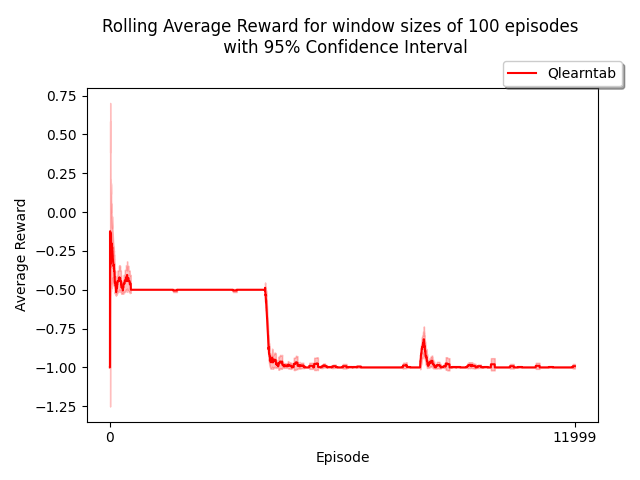 Rolling Average Reward for window sizes of 100 episodes
with 95% Confidence Interval
Qlearntab
0.75
0.50
0.25
0.00
−0.25
−0.50
−0.75
−1.00
−1.25
Average Reward
0
11999
Episode